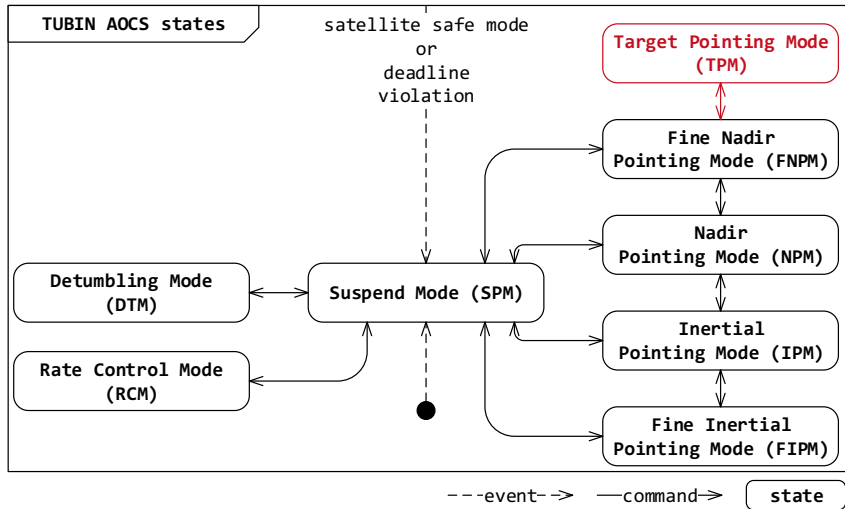 TUBIN AOCS states
satellite safe mode
or
deadline
violation
Target Pointing Mode
(TPM)
Fine Nadir
Pointing Mode (FNPM)
Nadir
Pointing Mode (NPM)
Detumbling Mode
(DTM)
Suspend Mode (SPM)
Inertial
Pointing Mode (IPM)
Rate Control Mode
(RCM)
Fine Inertial
Pointing Mode (FIPM)
event
command
state